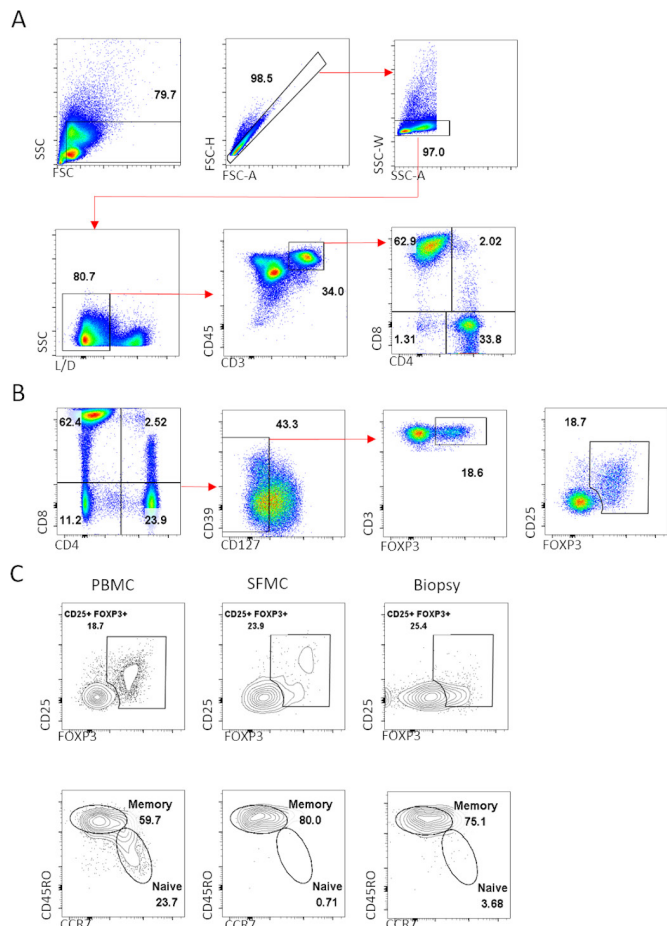 A
79.7
SSC
FSC
98.5
FSC-H
FSC-A
97.0
SSC-W
SSC-A
80.7
SSC
L/D
34.0
CD45
CD3
62.9
2.02
1.31
33.8
CD8
CD4
B
62.4
2.52
11.2
23.9
CD8
CD4
43.3
CD39
CD127
18.6
CD3
FOXP3
18.7
CD25
FOXP3
C
PBMC
SFMC
Biopsy
CD25+ FOXP3+
18.7
CD25
FOXP3
CD25+ FOXP3+
23.9
CD25
FOXP3
CD25+ FOXP3+
25.4
CD25
FOXP3
Memory
59.7
Naive
23.7
CD45RO
CCR7
Memory
80.0
Naive
0.71
CD45RO
CCR7
Memory
75.1
Naive
3.68
CD45RO
CCR7